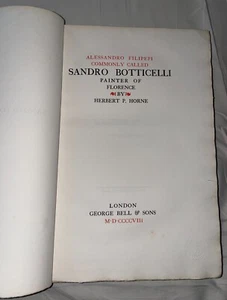 ALESSANDRO FILIPEPI
COMMONLY CALLED
SANDRO BOTTICELLI
PAINTER OF
FLORENCE
BY
HERBERT P. HORNE
LONDON
GEORGE BELL & SONS
M·D·CCCCVIII